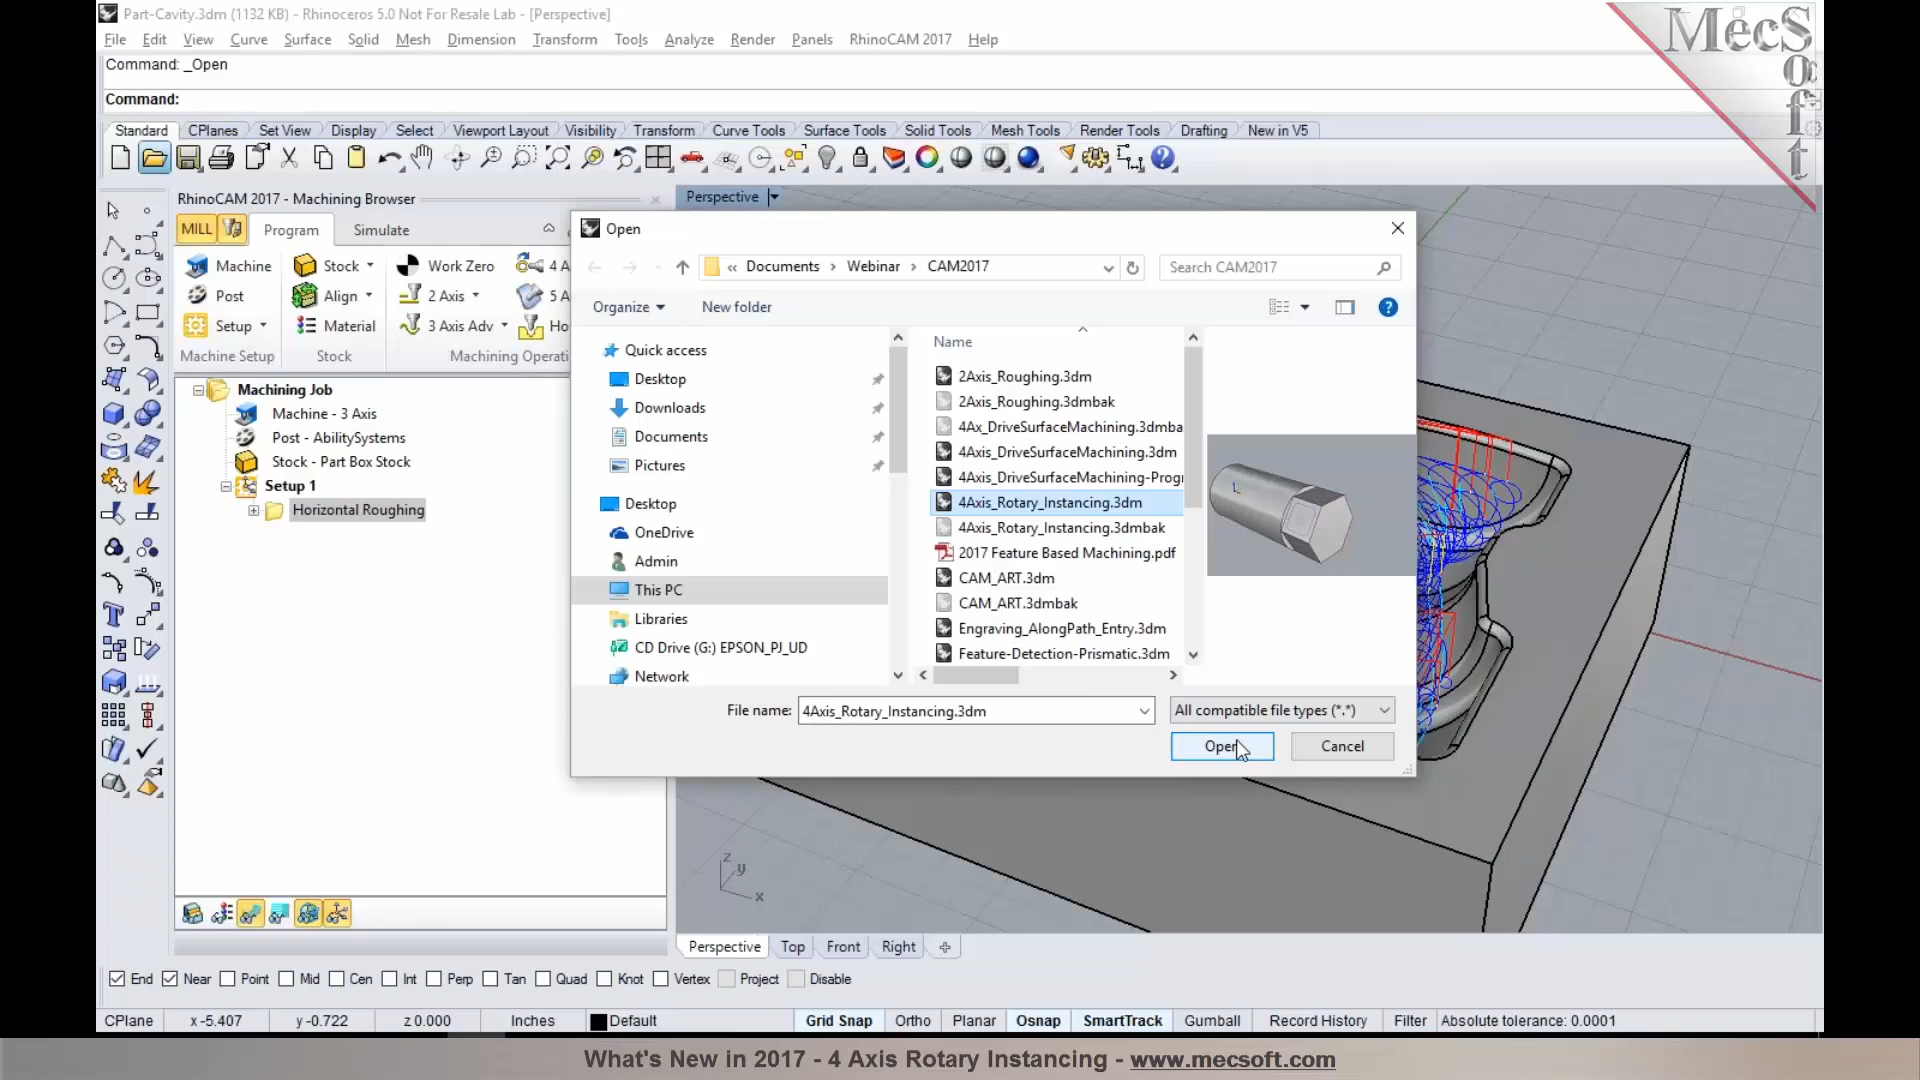 Part-Cavity.3dm (1132 KB) - Rhinoceros 5.0 Not For Resale Lab - [Perspective]
File Edit View Curve Surface Solid Mesh Dimension Transform Tools Analyze Render Panels RhinoCAM 2017 Help
Command: _Open
Command:
Standard CPlanes Set View Display Select Viewport Layout Visibility Transform Curve Tools Surface Tools Solid Tools Mesh Tools Render Tools Drafting New in V5
MecSoft
RhinoCAM 2017 - Machining Browser
MILL Program Simulate
Machine Stock Work Zero 4 A
Post Align 2 Axis 5 A
Setup Material 3 Axis Adv Ho
Machine Setup Stock Machining Operati
Machining Job
Machine - 3 Axis
Post - AbilitySystems
Stock - Part Box Stock
Setup 1
Horizontal Roughing
Perspective
Open
« Documents › Webinar › CAM2017
Search CAM2017
Organize New folder
Quick access
Desktop
Downloads
Documents
Pictures
Desktop
OneDrive
Admin
This PC
Libraries
CD Drive (G:) EPSON_PJ_UD
Network
Name
2Axis_Roughing.3dm
2Axis_Roughing.3dmbak
4Ax_DriveSurfaceMachining.3dmba
4Axis_DriveSurfaceMachining.3dm
4Axis_DriveSurfaceMachining-Progr
4Axis_Rotary_Instancing.3dm
4Axis_Rotary_Instancing.3dmbak
2017 Feature Based Machining.pdf
CAM_ART.3dm
CAM_ART.3dmbak
Engraving_AlongPath_Entry.3dm
Feature-Detection-Prismatic.3dm
File name: 4Axis_Rotary_Instancing.3dm
All compatible file types (*.*)
Open Cancel
z
y
x
Perspective Top Front Right
End Near Point Mid Cen Int Perp Tan Quad Knot Vertex Project Disable
CPlane x -5.407 y -0.722 z 0.000 Inches Default Grid Snap Ortho Planar Osnap SmartTrack Gumball Record History Filter Absolute tolerance: 0.0001
What's New in 2017 - 4 Axis Rotary Instancing - www.mecsoft.com